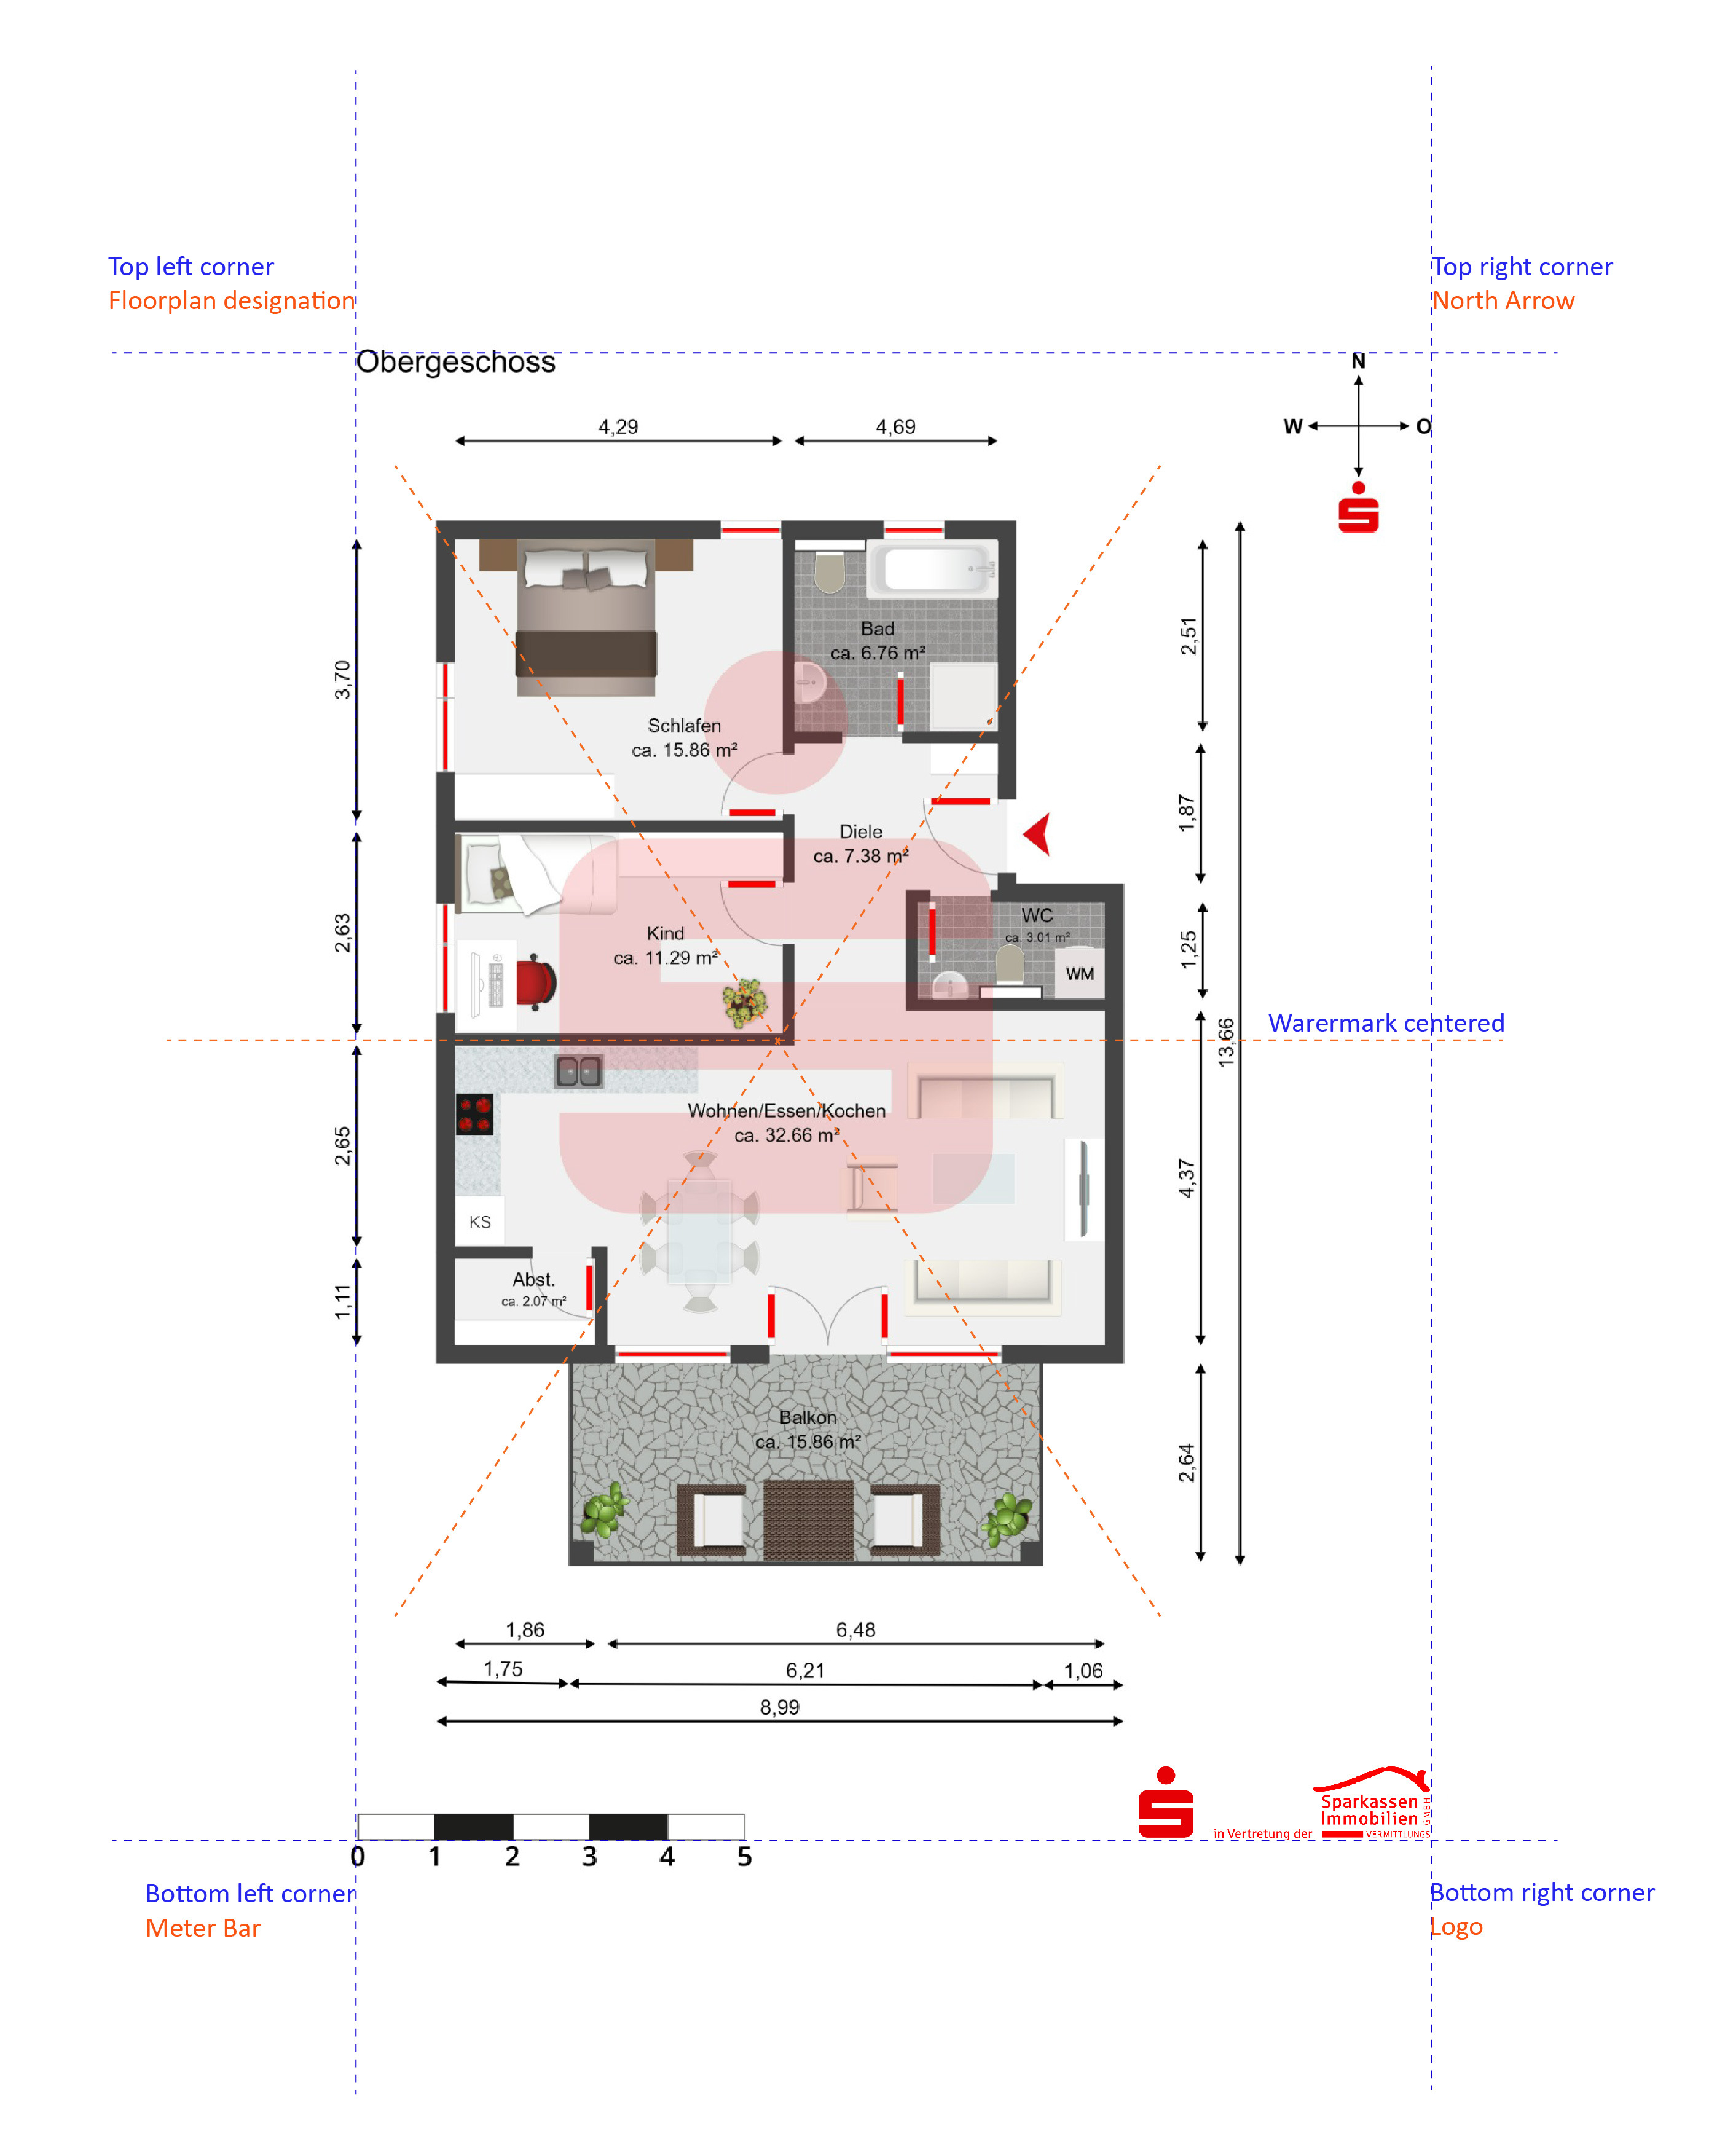 Top left corner
Floorplan designation
Top right corner
North Arrow
Obergeschoss
N
W
O
4,29
4,69
3,70
2,63
2,65
1,11
2,51
1,87
1,25
4,37
2,64
13,66
Bad
ca. 6.76 m²
Schlafen
ca. 15.86 m²
Diele
ca. 7.38 m²
WC
ca. 3.01 m²
WM
Kind
ca. 11.29 m²
Warermark centered
Wohnen/Essen/Kochen
ca. 32.66 m²
KS
Abst.
ca. 2.07 m²
Balkon
ca. 15.86 m²
1,86
6,48
1,75
6,21
1,06
8,99
in Vertretung der
Sparkassen
Immobilien
GMBH
VERMITTLUNGS
0 1 2 3 4 5
Bottom left corner
Meter Bar
Bottom right corner
Logo